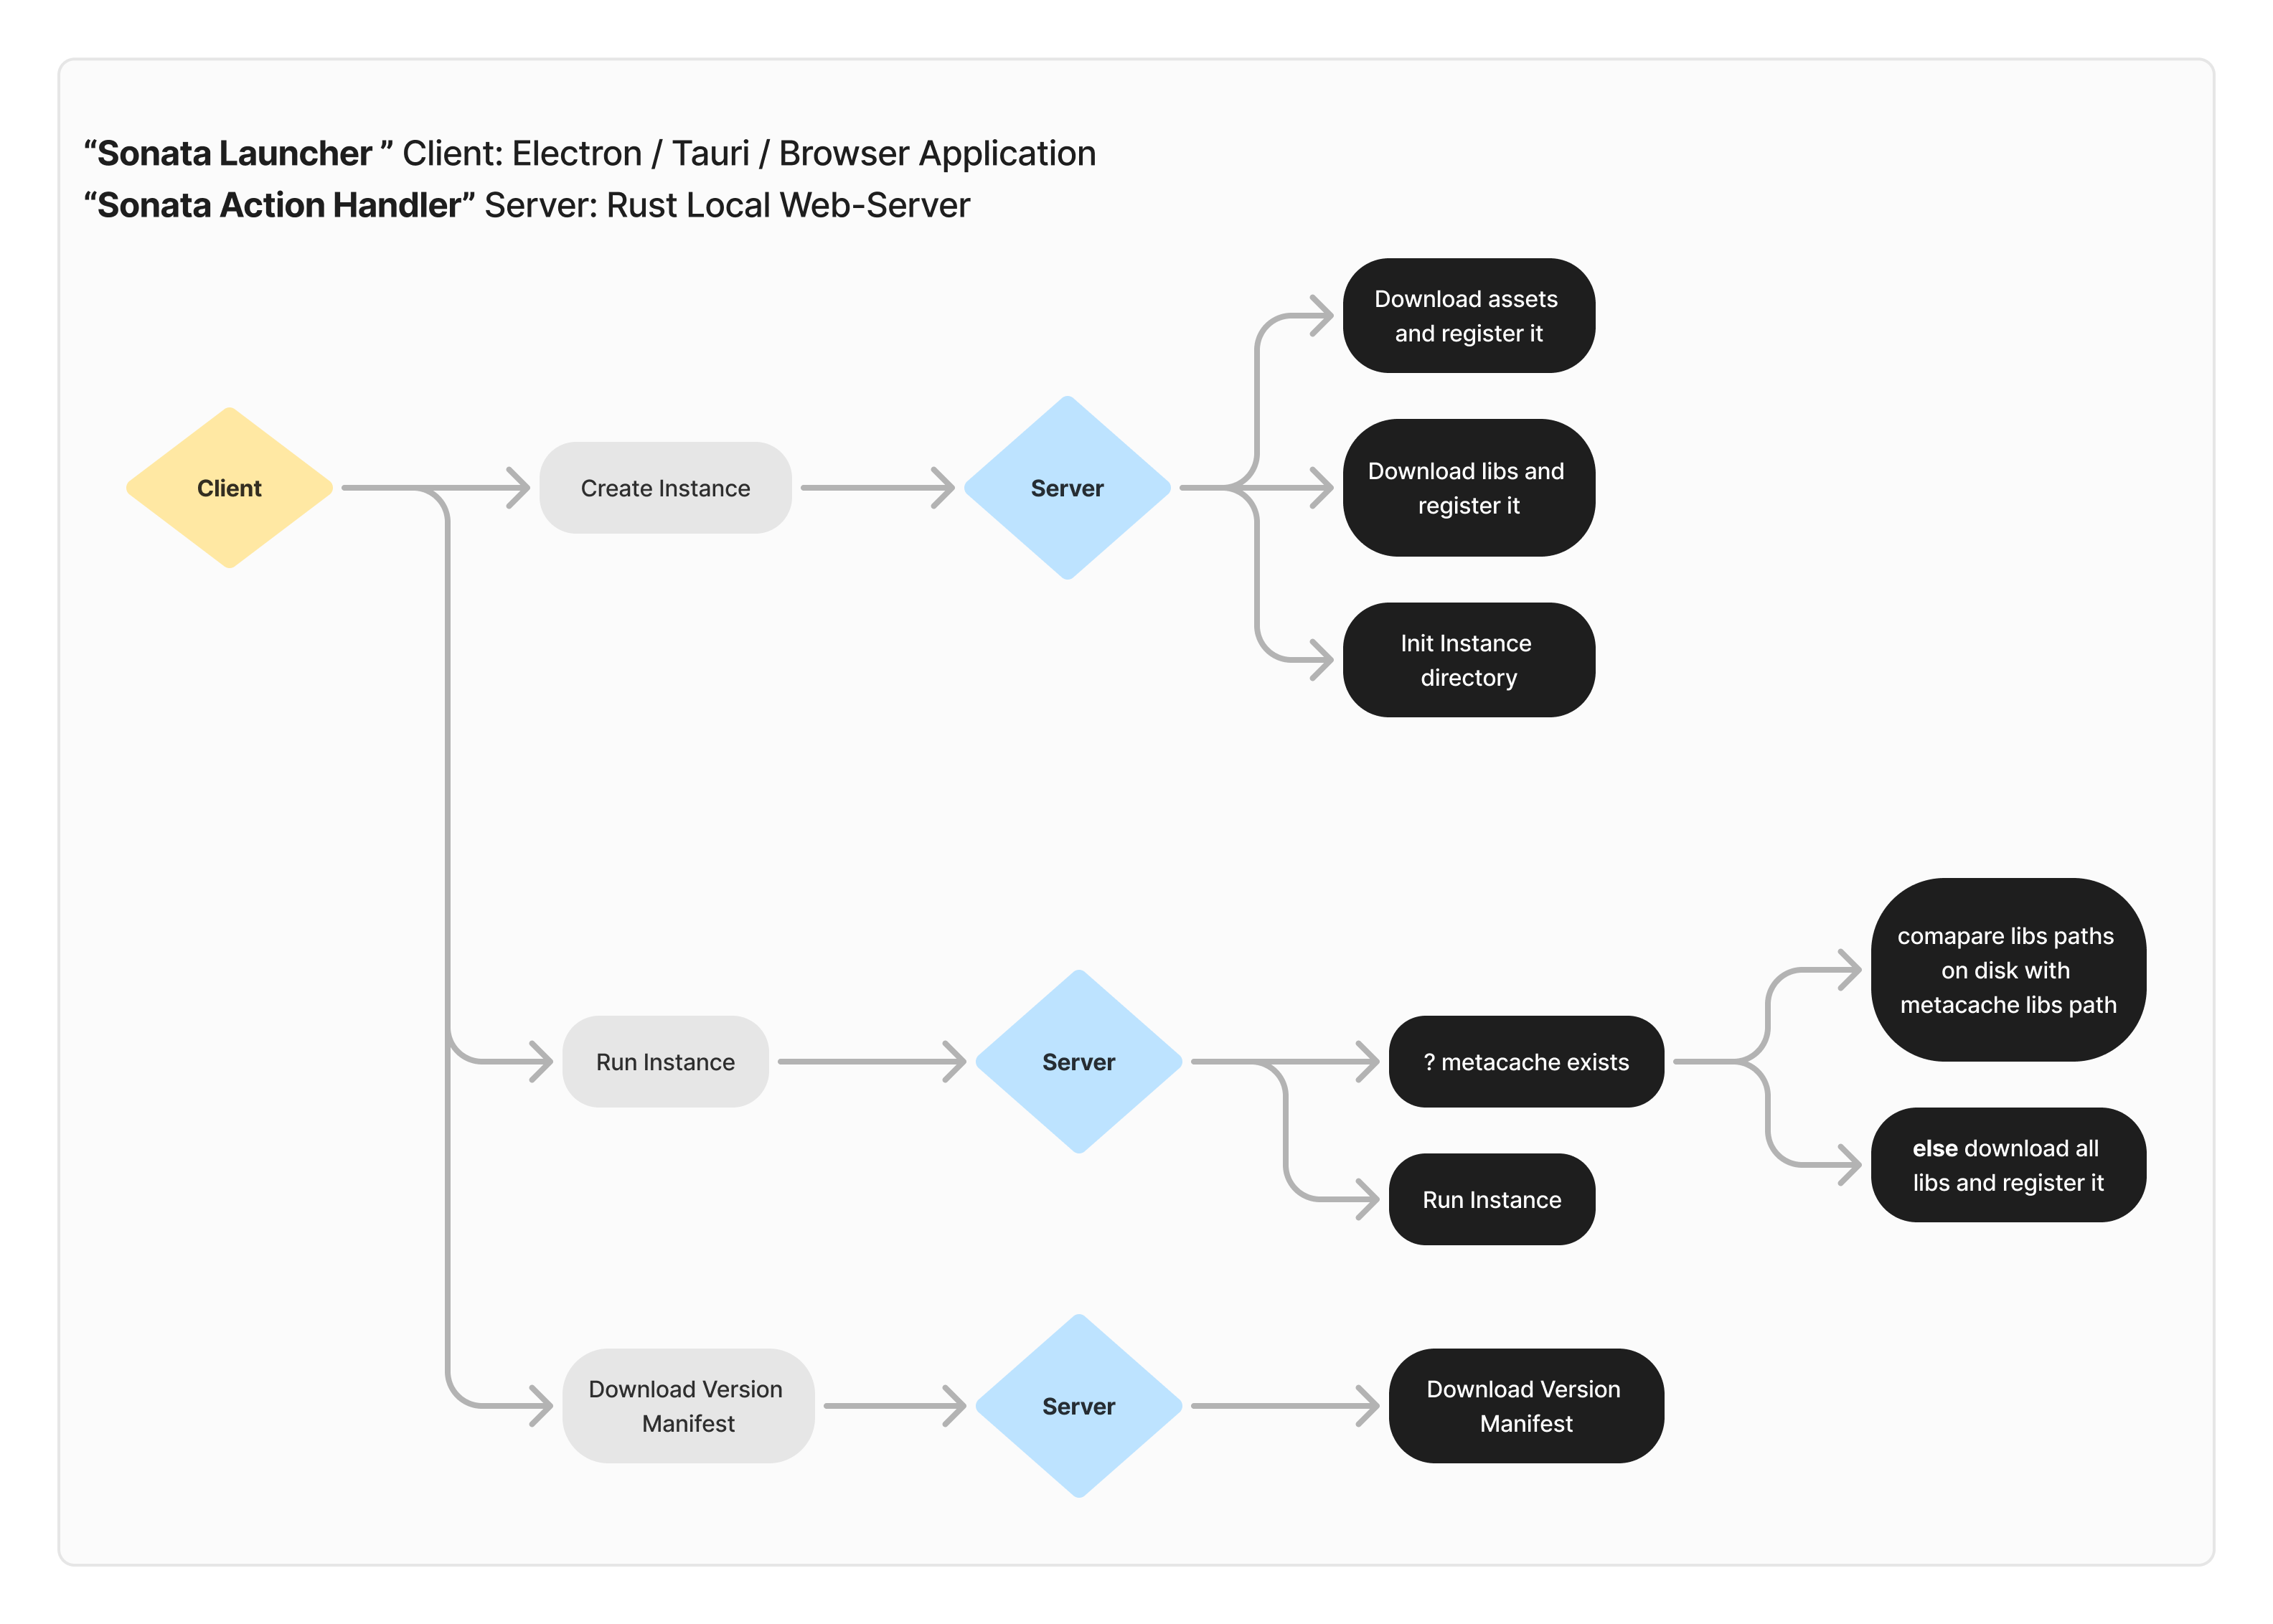 “Sonata Launcher ” Client: Electron / Tauri / Browser Application
“Sonata Action Handler” Server: Rust Local Web-Server
Download assets
and register it
Client
Create Instance
Server
Download libs and
register it
Init Instance
directory
comapare libs paths
on disk with
metacache libs path
Run Instance
Server
? metacache exists
else download all
libs and register it
Run Instance
Download Version
Manifest
Server
Download Version
Manifest